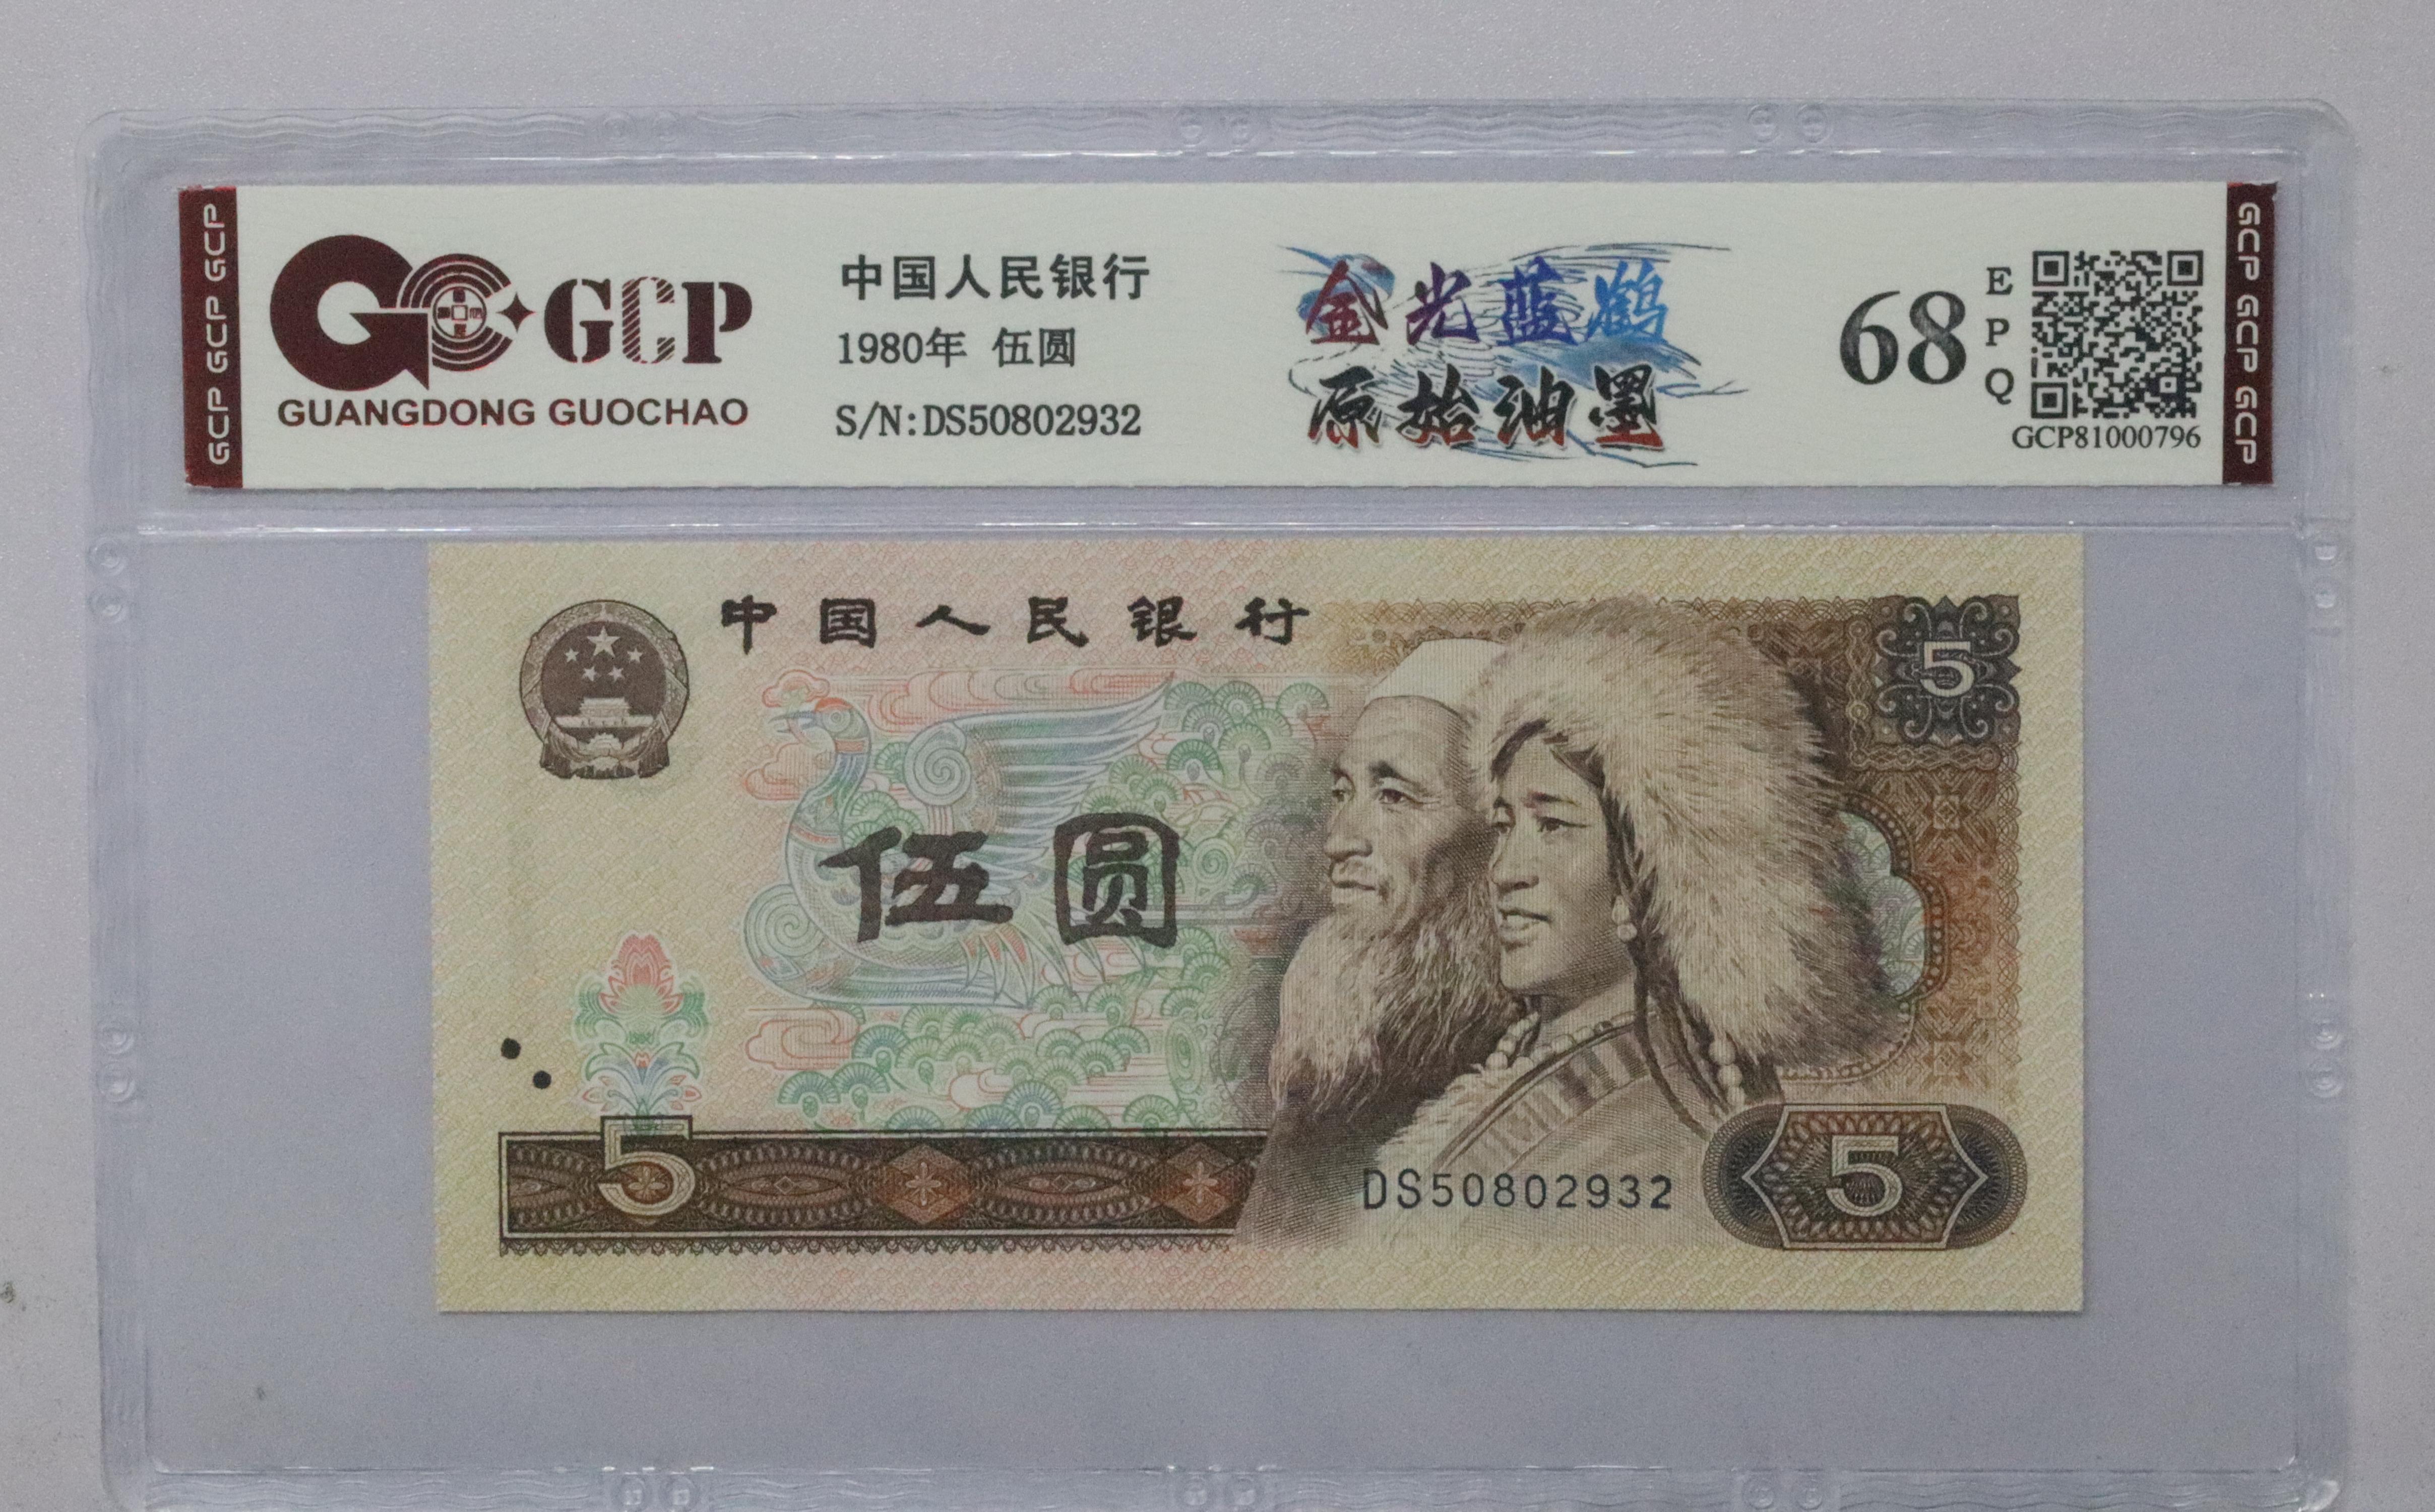 GCP GCP GCP
GCP
GUANGDONG GUOCHAO
中国人民银行
1980年 伍圆
S/N:DS50802932
金光蓝鹤
原始油墨
68
EPQ
GCP81000796
GCP GCP GCP
中国人民银行
5
伍圆
5
DS50802932
5